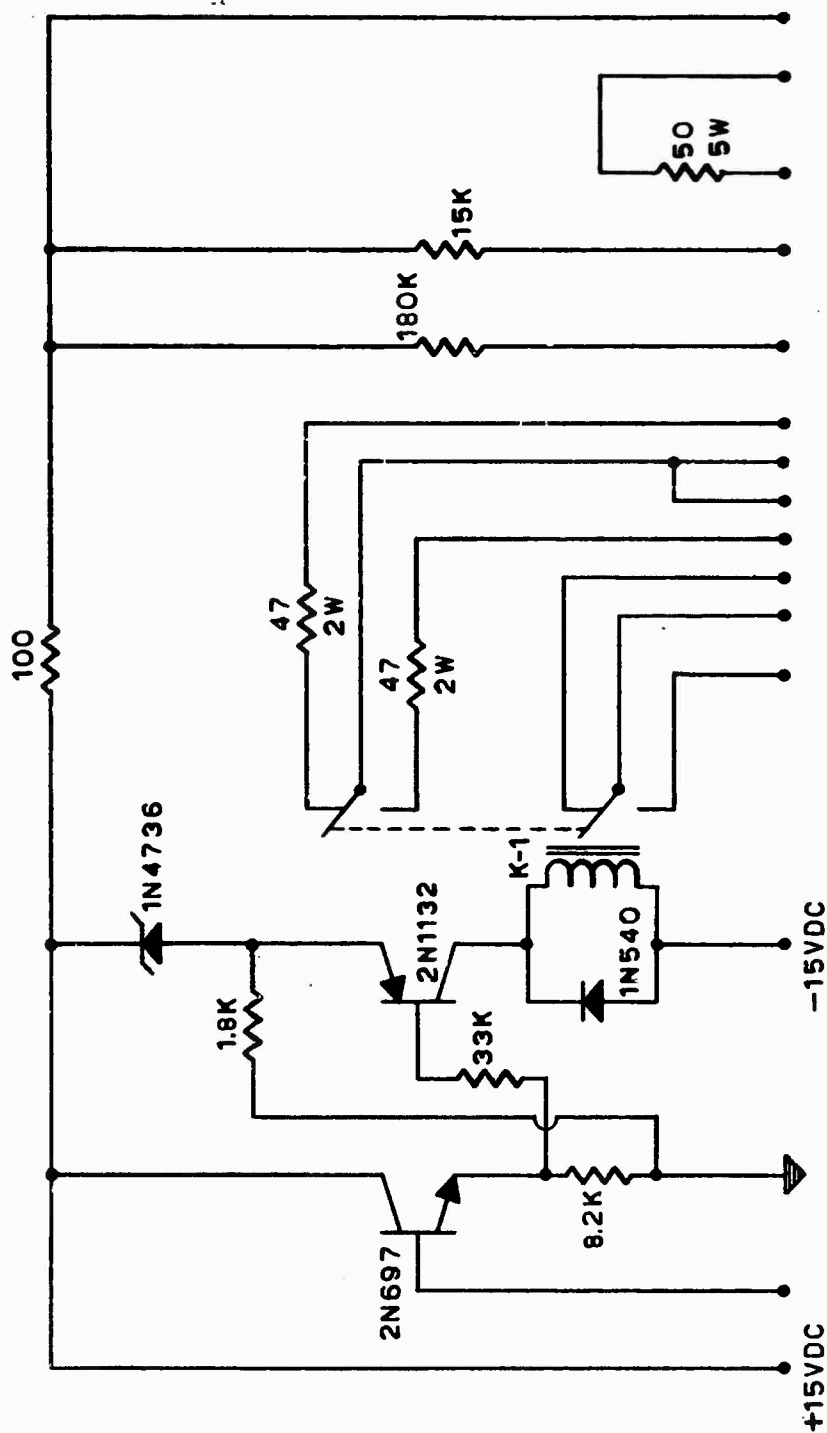 100
1N4736
1.8K
47
2W
47
2W
180K
15K
50
5W
2N697
2N1132
33K
8.2K
K-1
1N540
+15VDC
-15VDC